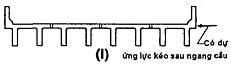 Có dự
(I) ứng lực kéo sau ngang cầu